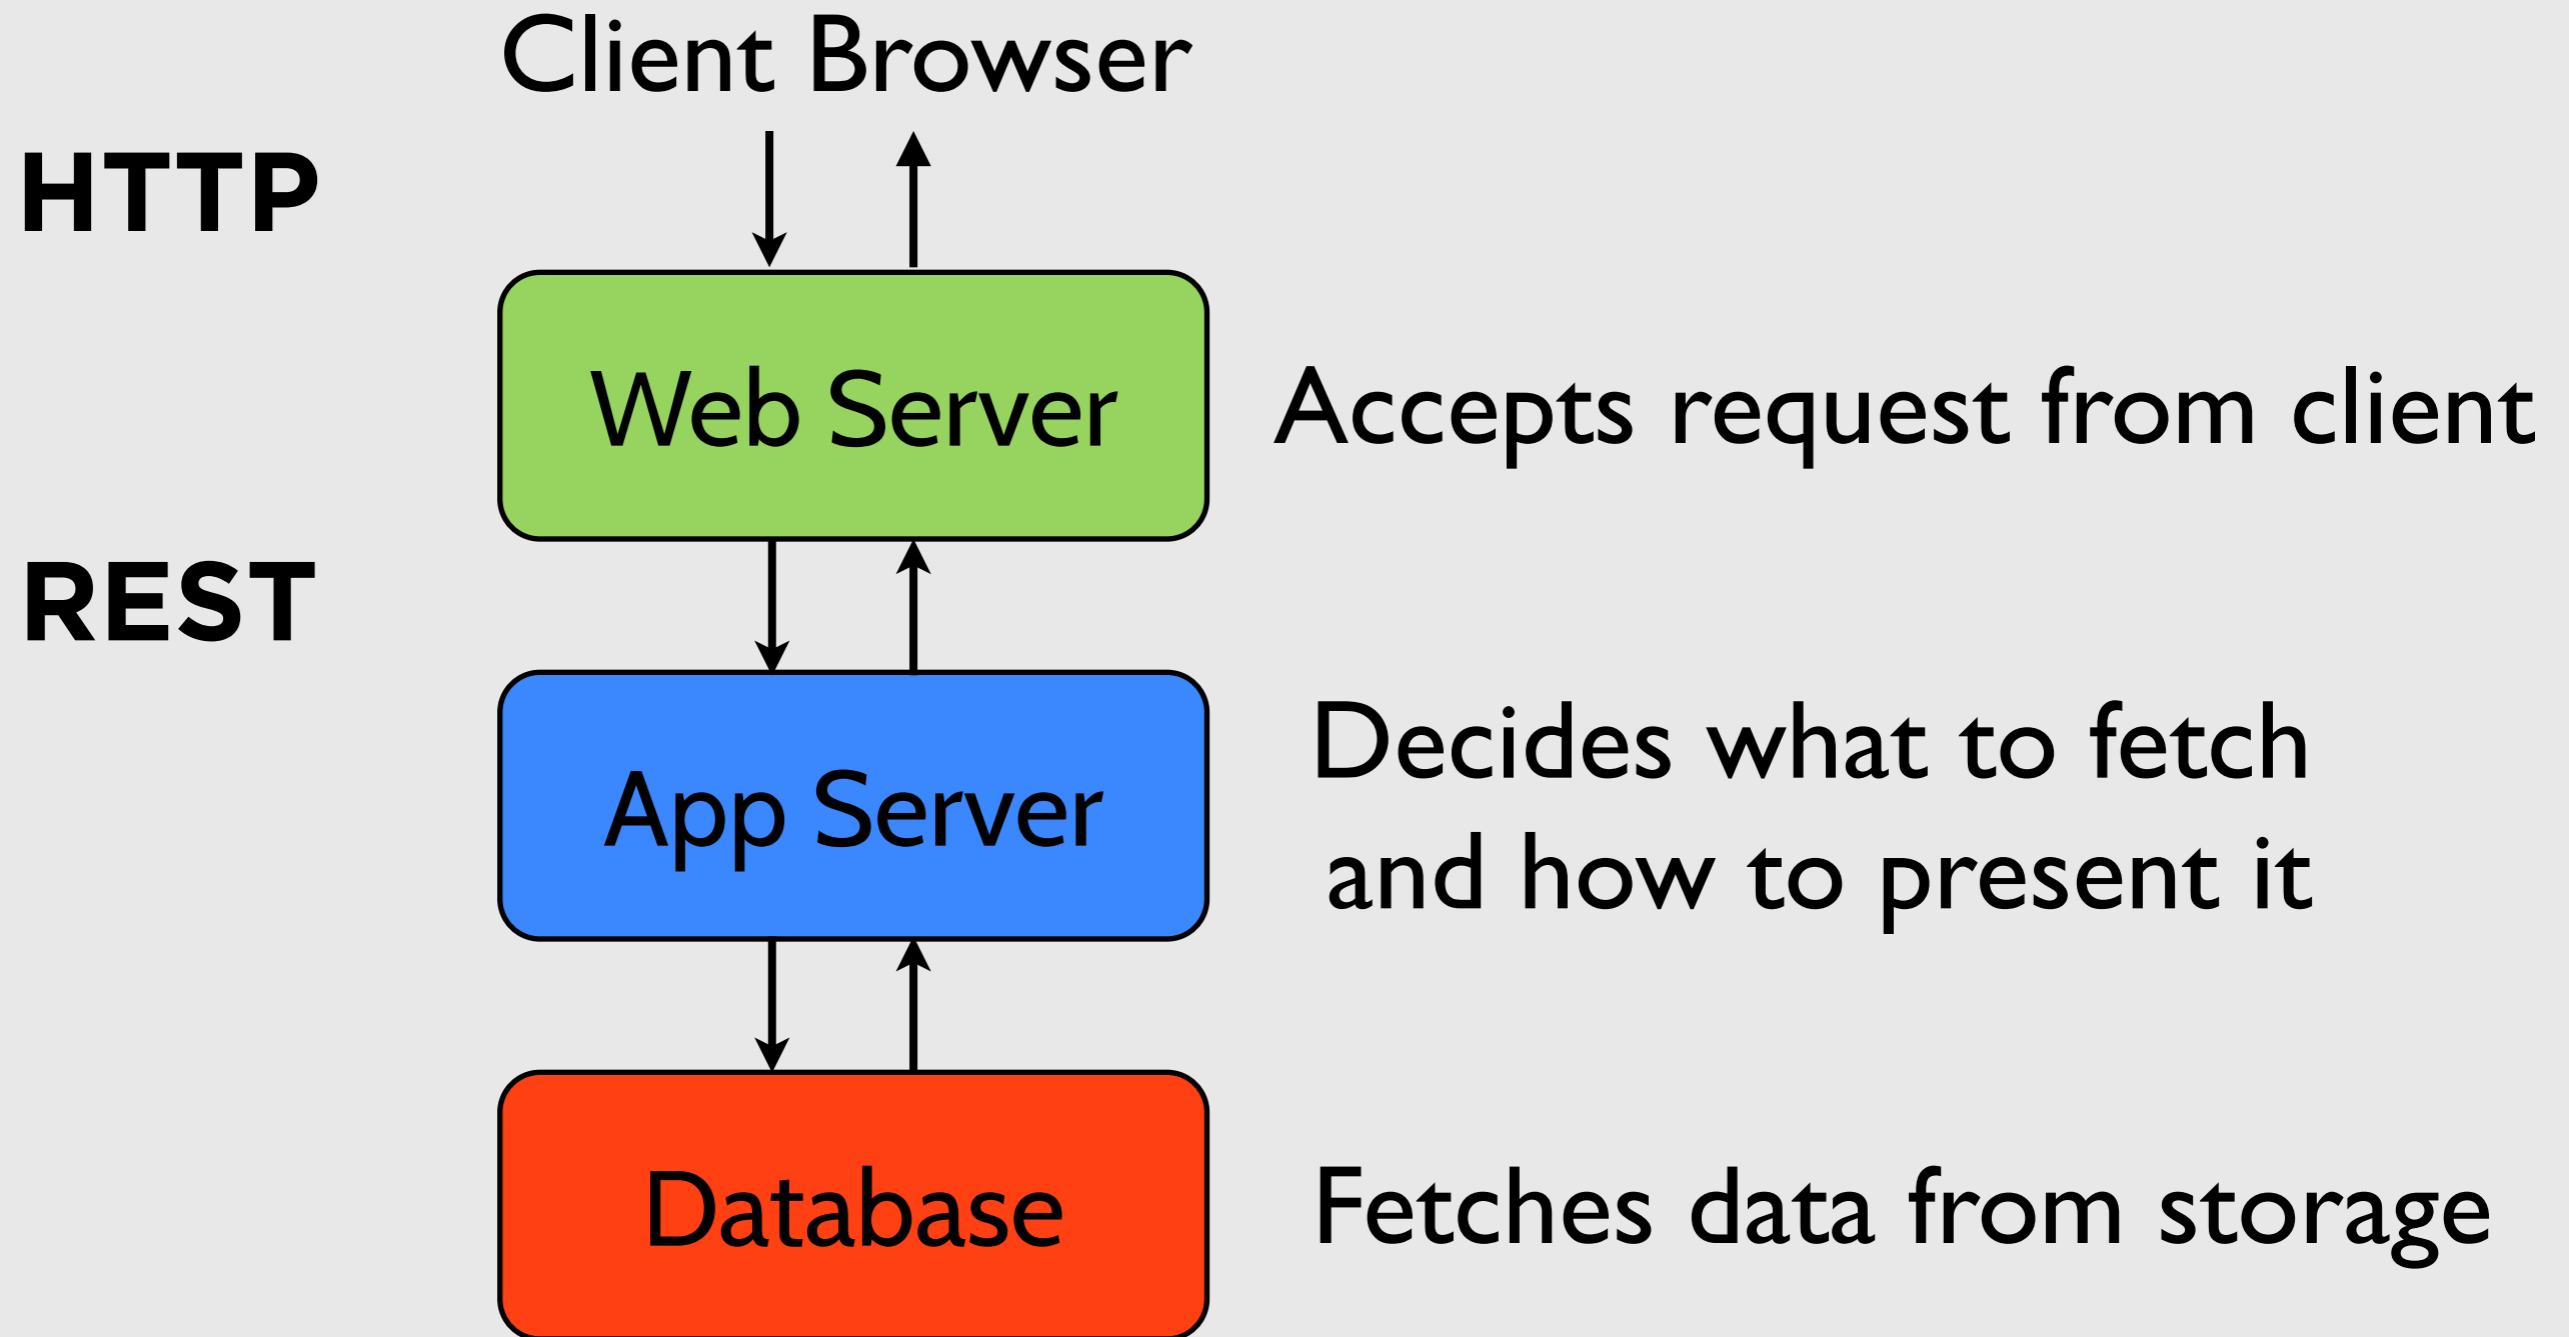 Client Browser
HTTP
Web Server
Accepts request from client
REST
App Server
Decides what to fetch
and how to present it
Database
Fetches data from storage